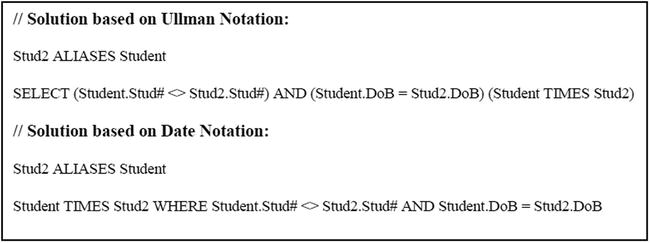 // Solution based on Ullman Notation:
Stud2 ALIASES Student
SELECT (Student.Stud# <> Stud2.Stud#) AND (Student.DoB = Stud2.DoB) (Student TIMES Stud2)
// Solution based on Date Notation:
Stud2 ALIASES Student
Student TIMES Stud2 WHERE Student.Stud# <> Stud2.Stud# AND Student.DoB = Stud2.DoB